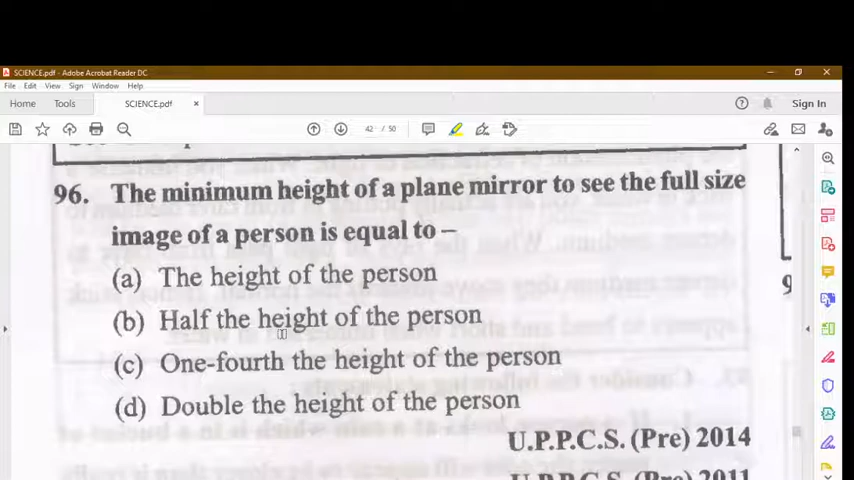 SCIENCE.pdf - Adobe Acrobat Reader DC
File Edit View Sign Window Help
Home Tools SCIENCE.pdf × Sign In
42 / 50
96. The minimum height of a plane mirror to see the full size
image of a person is equal to –
(a) The height of the person
(b) Half the height of the person
9
(c) One-fourth the height of the person
(d) Double the height of the person
U.P.P.C.S. (Pre) 2014
U.P.P.C.S. (Pre) 2011